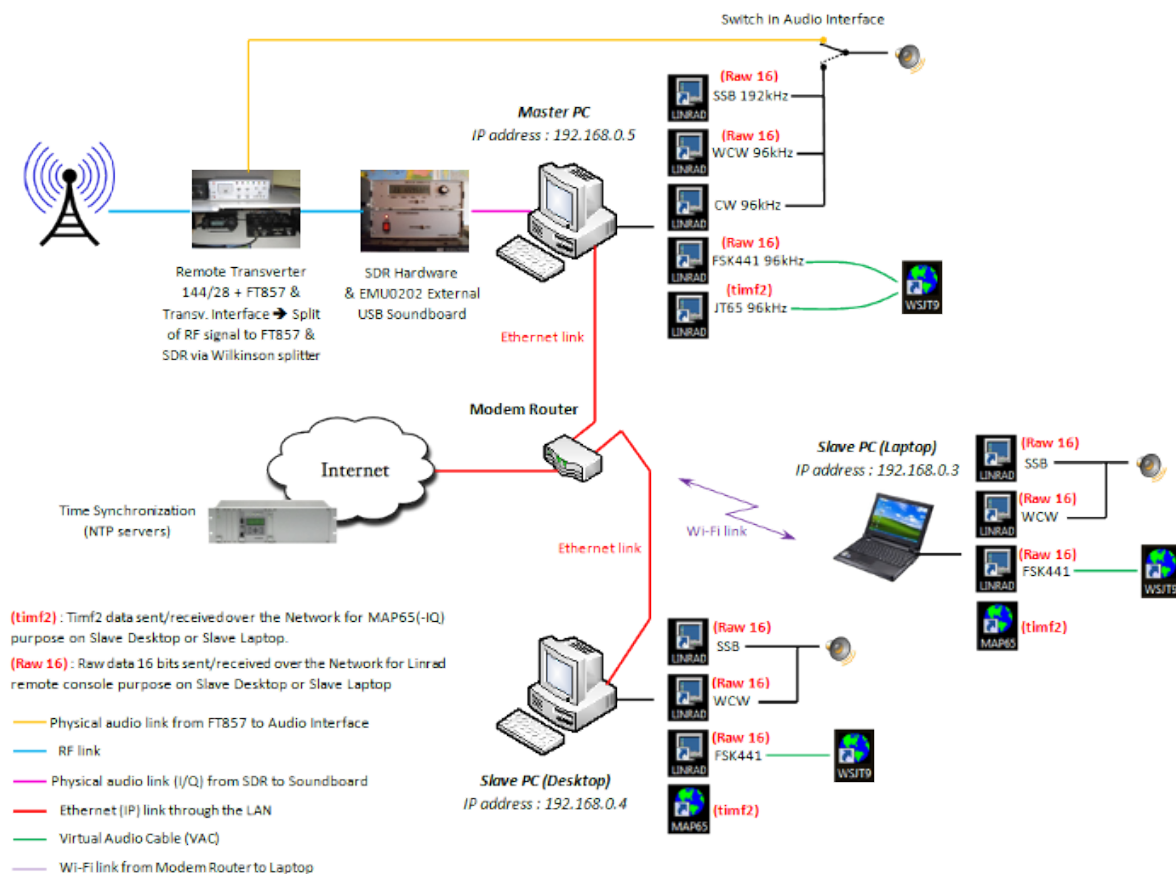 Switch in Audio Interface
Master PC
IP address : 192.168.0.5
(Raw 16)
SSB 192kHz
LINRAD
(Raw 16)
WCW 96kHz
LINRAD
CW 96kHz
LINRAD
(Raw 16)
FSK441 96kHz
LINRAD
(timf2)
JT65 96kHz
LINRAD
WSJT9
Remote Transverter
144/28 + FT857 &
Transv. Interface ➔ Split
of RF signal to FT857 &
SDR via Wilkinson splitter
SDR Hardware
& EMU0202 External
USB Soundboard
Ethernet link
Modem Router
Internet
Time Synchronization
(NTP servers)
Ethernet link
Wi-Fi link
Slave PC (Laptop)
IP address : 192.168.0.3
(Raw 16)
SSB
LINRAD
(Raw 16)
WCW
LINRAD
(Raw 16)
FSK441
LINRAD
WSJT9
(timf2)
MAP65
(Raw 16)
SSB
LINRAD
(Raw 16)
WCW
LINRAD
(Raw 16)
FSK441
LINRAD
WSJT9
(timf2)
MAP65
Slave PC (Desktop)
IP address : 192.168.0.4
(timf2) : Timf2 data sent/received over the Network for MAP65(-IQ)
purpose on Slave Desktop or Slave Laptop.
(Raw 16) : Raw data 16 bits sent/received over the Network for Linrad
remote console purpose on Slave Desktop or Slave Laptop
Physical audio link from FT857 to Audio Interface
RF link
Physical audio link (I/Q) from SDR to Soundboard
Ethernet (IP) link through the LAN
Virtual Audio Cable (VAC)
Wi-Fi link from Modem Router to Laptop